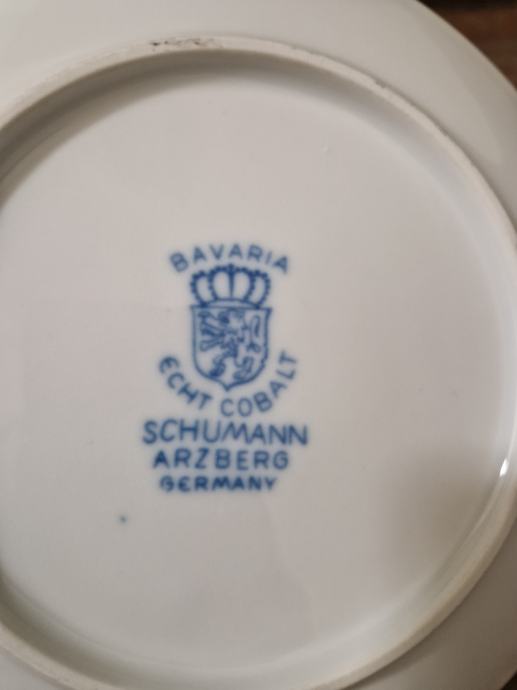 BAVARIA
ECHT COBALT
SCHUMANN
ARZBERG
GERMANY